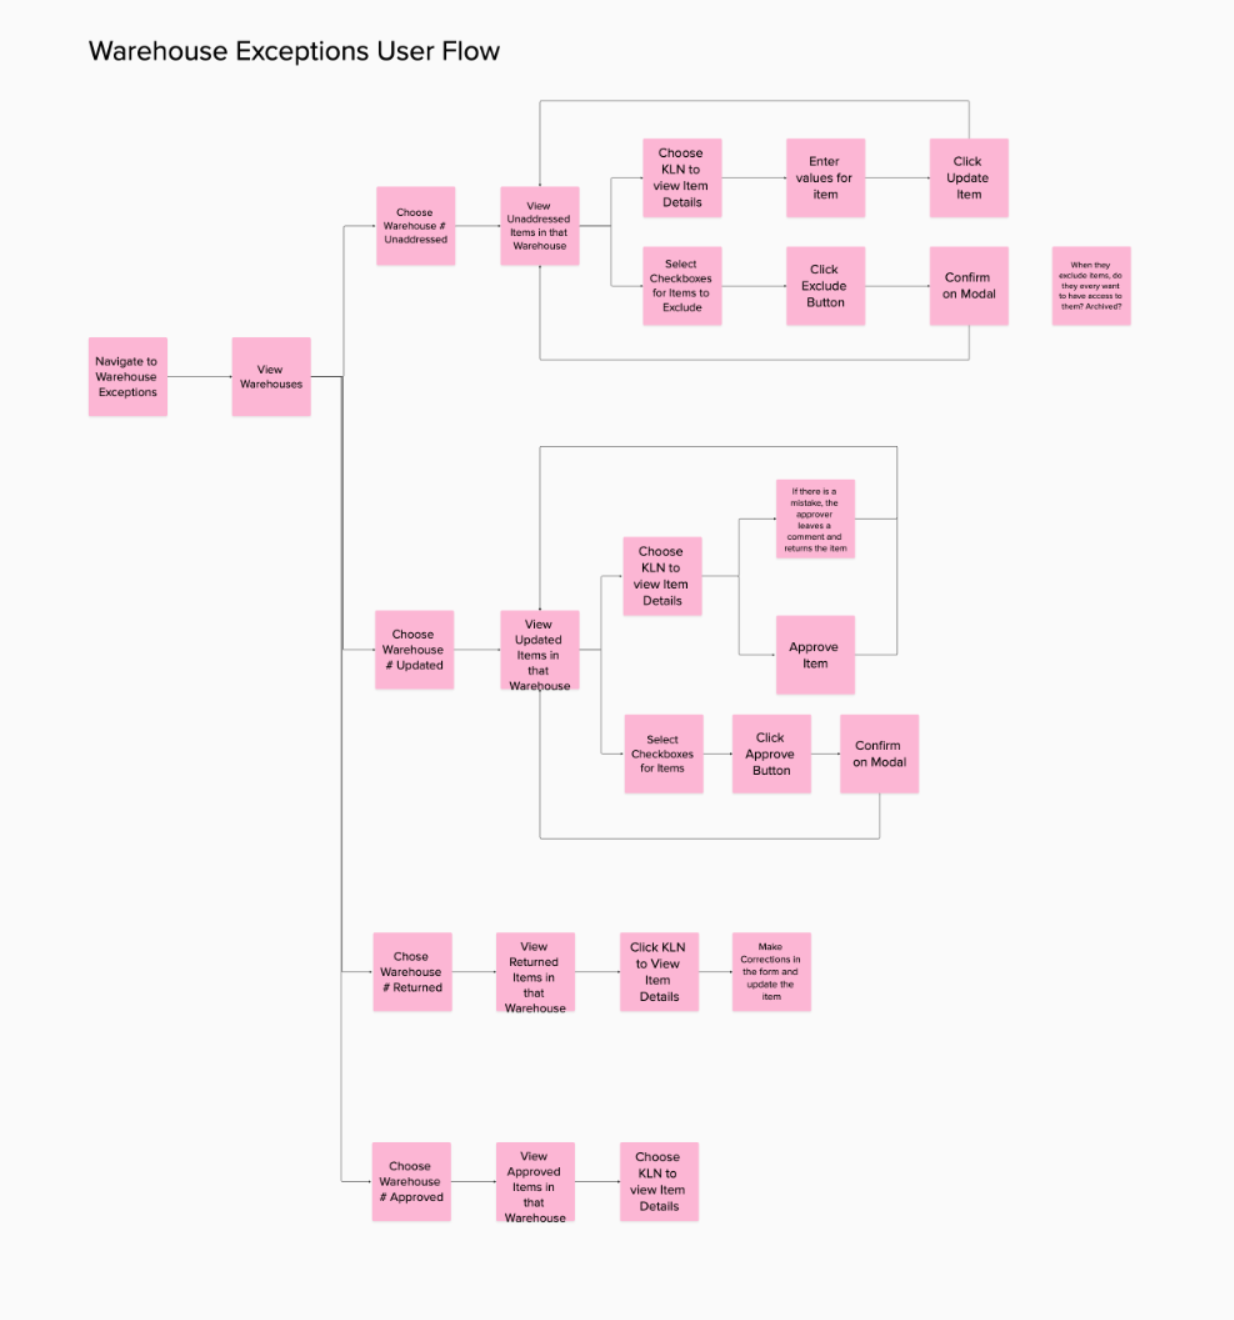 Warehouse Exceptions User Flow
Choose
KLN to
view Item
Details
Enter
values for
item
Click
Update
Item
Choose
Warehouse #
Unaddressed
View
Unaddressed
Items in that
Warehouse
Select
Checkboxes
for Items to
Exclude
Click
Exclude
Button
Confirm
on Modal
When they
exclude items, do
they every want
to have access to
them? Archived?
Navigate to
Warehouse
Exceptions
View
Warehouses
If there is a
mistake, the
approver
leaves a
comment and
returns the item
Choose
KLN to
view Item
Details
Choose
Warehouse
# Updated
View
Updated
Items in
that
Warehouse
Approve
Item
Select
Checkboxes
for Items
Click
Approve
Button
Confirm
on Modal
Chose
Warehouse
# Returned
View
Returned
Items in
that
Warehouse
Click KLN
to View
Item
Details
Make
Corrections in
the form and
update the
item
Choose
Warehouse
# Approved
View
Approved
Items in
that
Warehouse
Choose
KLN to
view Item
Details